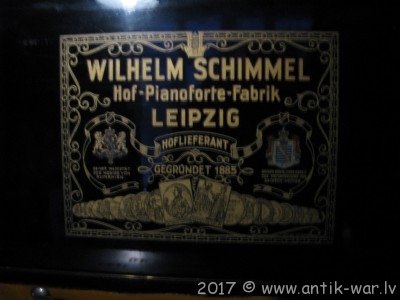 WILHELM SCHIMMEL
Hof-Pianoforte-Fabrik
LEIPZIG
HOFLIEFERANT
GEGRÜNDET 1885
2017 © www.antik-war.lv